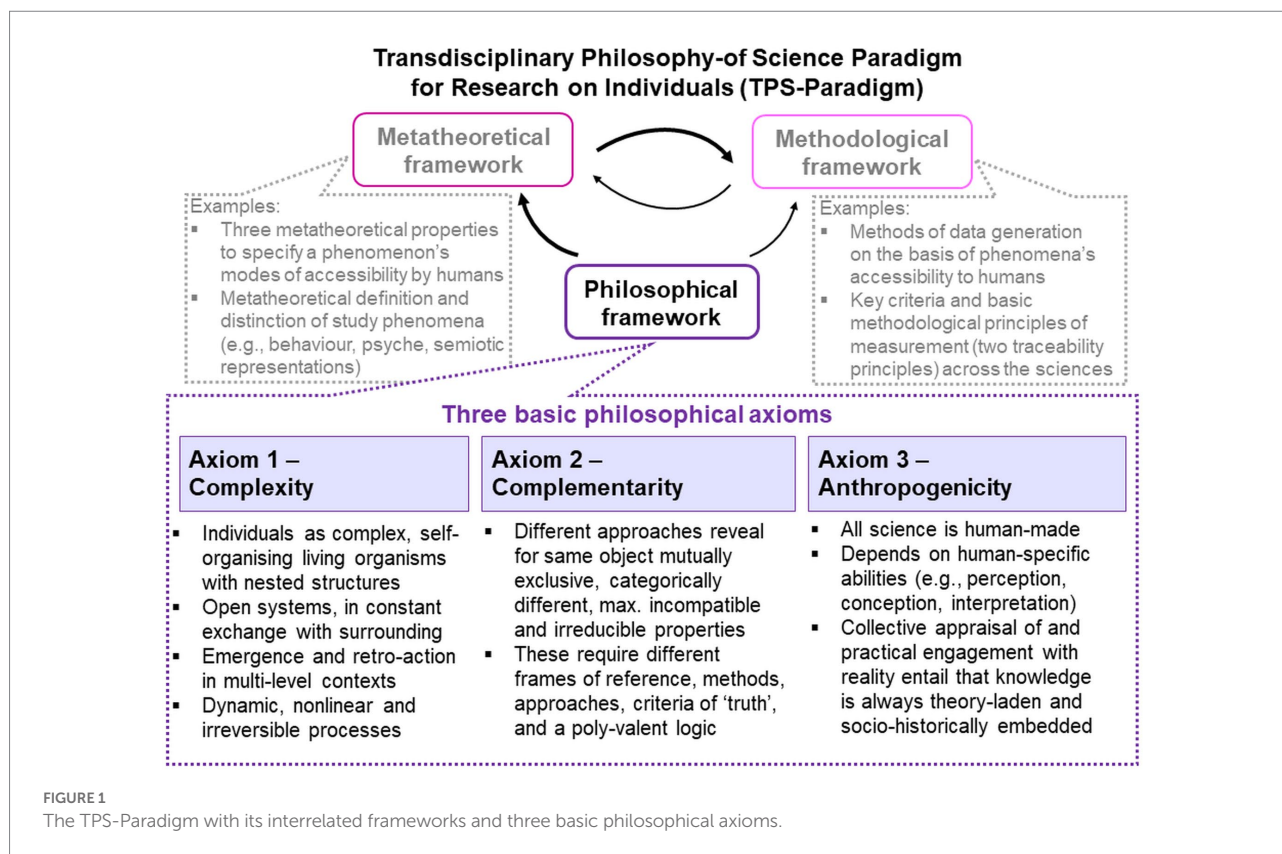 Transdisciplinary Philosophy-of Science Paradigm
for Research on Individuals (TPS-Paradigm)
Metatheoretical
framework
Methodological
framework
Examples:
▪ Three metatheoretical properties
to specify a phenomenon's
modes of accessibility by humans
▪ Metatheoretical definition and
distinction of study phenomena
(e.g., behaviour, psyche, semiotic
representations)
Philosophical
framework
Examples:
▪ Methods of data generation
on the basis of phenomena's
accessibility to humans
▪ Key criteria and basic
methodological principles of
measurement (two traceability
principles) across the sciences
Three basic philosophical axioms
Axiom 1 –
Complexity
▪ Individuals as complex, self-
organising living organisms
with nested structures
▪ Open systems, in constant
exchange with surrounding
▪ Emergence and retro-action
in multi-level contexts
▪ Dynamic, nonlinear and
irreversible processes
Axiom 2 –
Complementarity
▪ Different approaches reveal
for same object mutually
exclusive, categorically
different, max. incompatible
and irreducible properties
▪ These require different
frames of reference, methods,
approaches, criteria of 'truth',
and a poly-valent logic
Axiom 3 –
Anthropogenicity
▪ All science is human-made
▪ Depends on human-specific
abilities (e.g., perception,
conception, interpretation)
▪ Collective appraisal of and
practical engagement with
reality entail that knowledge
is always theory-laden and
socio-historically embedded
FIGURE 1
The TPS-Paradigm with its interrelated frameworks and three basic philosophical axioms.